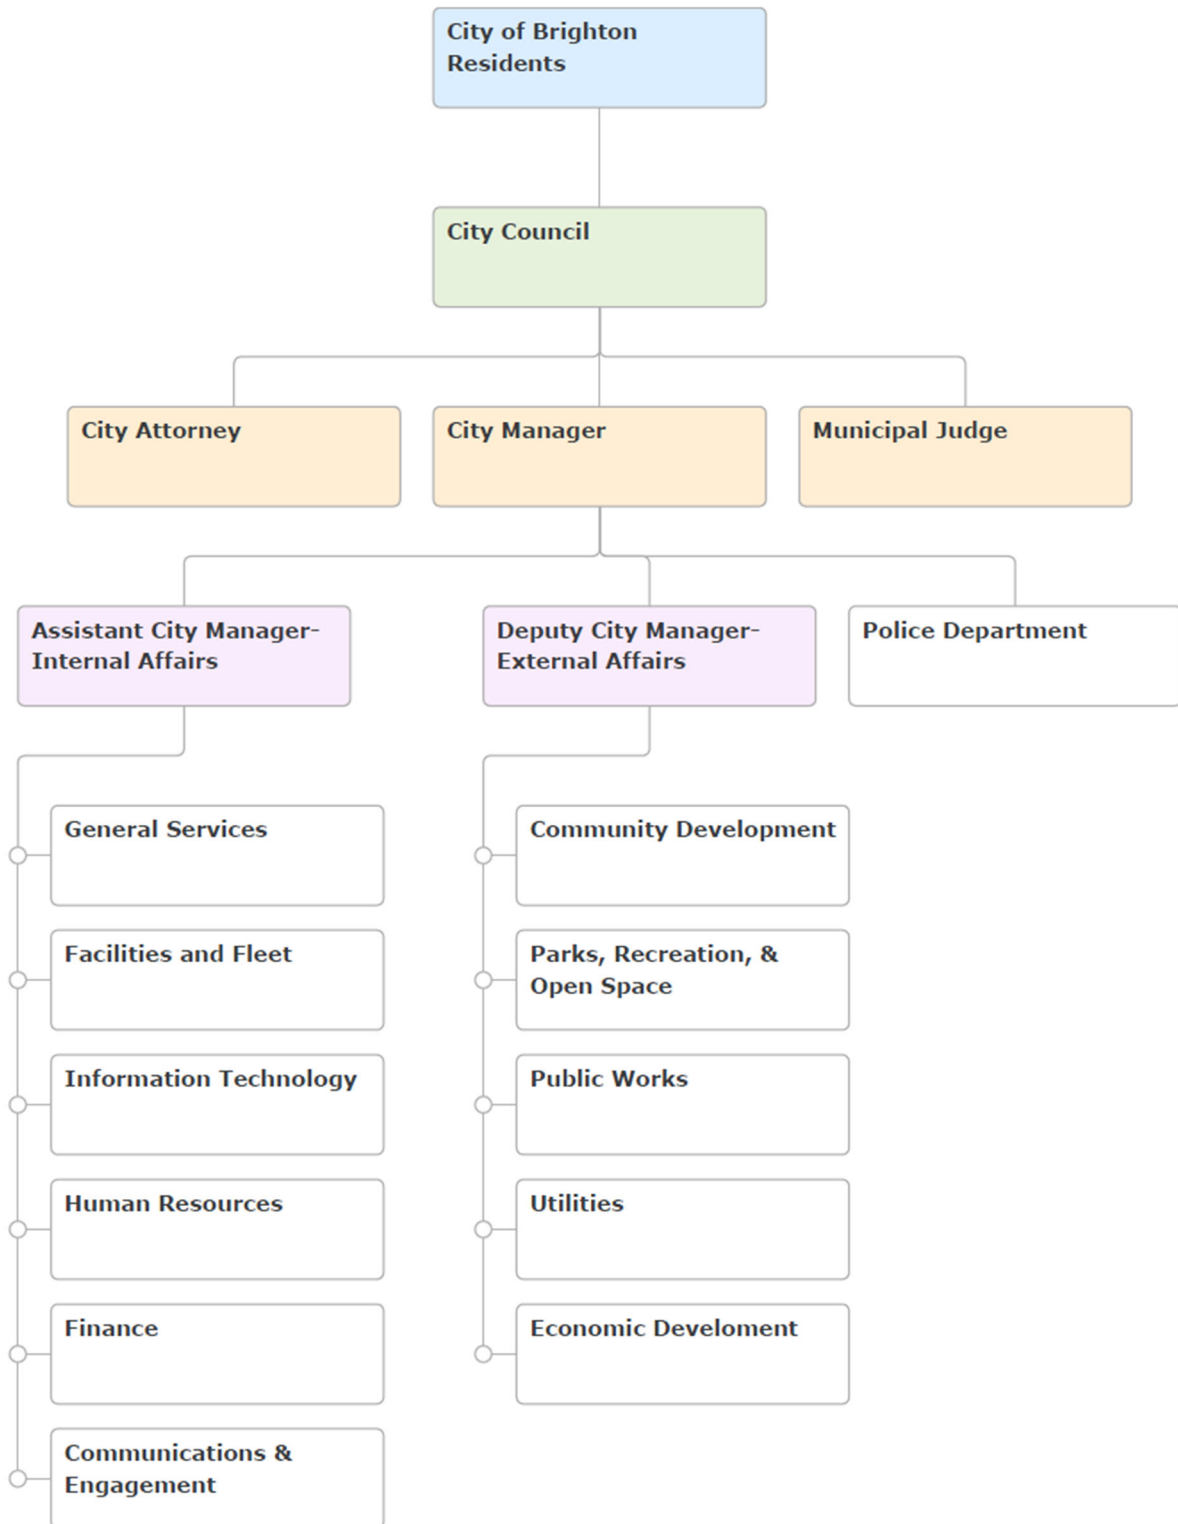 City of Brighton
Residents
City Council
City Attorney
City Manager
Municipal Judge
Assistant City Manager-
Internal Affairs
Deputy City Manager-
External Affairs
Police Department
General Services
Facilities and Fleet
Information Technology
Human Resources
Finance
Communications &
Engagement
Community Development
Parks, Recreation, &
Open Space
Public Works
Utilities
Economic Develoment